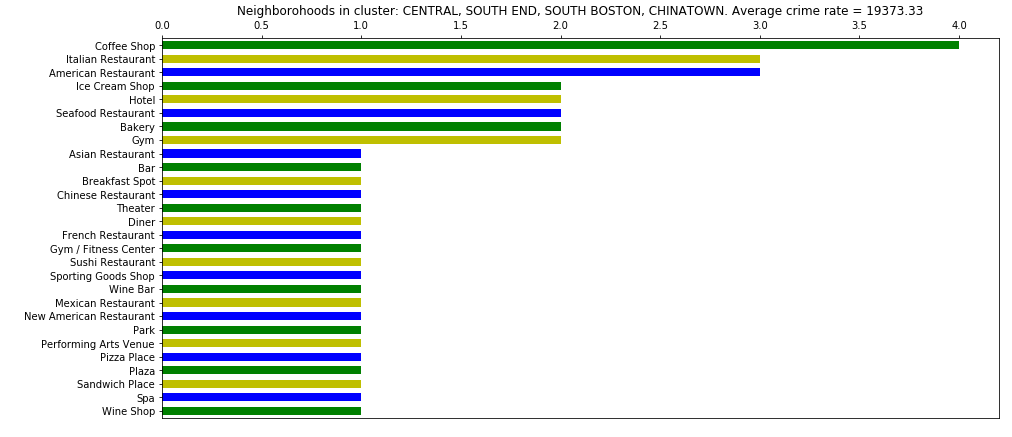 Neighborohoods in cluster: CENTRAL, SOUTH END, SOUTH BOSTON, CHINATOWN. Average crime rate = 19373.33
0.0 0.5 1.0 1.5 2.0 2.5 3.0 3.5 4.0
Coffee Shop
Italian Restaurant
American Restaurant
Ice Cream Shop
Hotel
Seafood Restaurant
Bakery
Gym
Asian Restaurant
Bar
Breakfast Spot
Chinese Restaurant
Theater
Diner
French Restaurant
Gym / Fitness Center
Sushi Restaurant
Sporting Goods Shop
Wine Bar
Mexican Restaurant
New American Restaurant
Park
Performing Arts Venue
Pizza Place
Plaza
Sandwich Place
Spa
Wine Shop